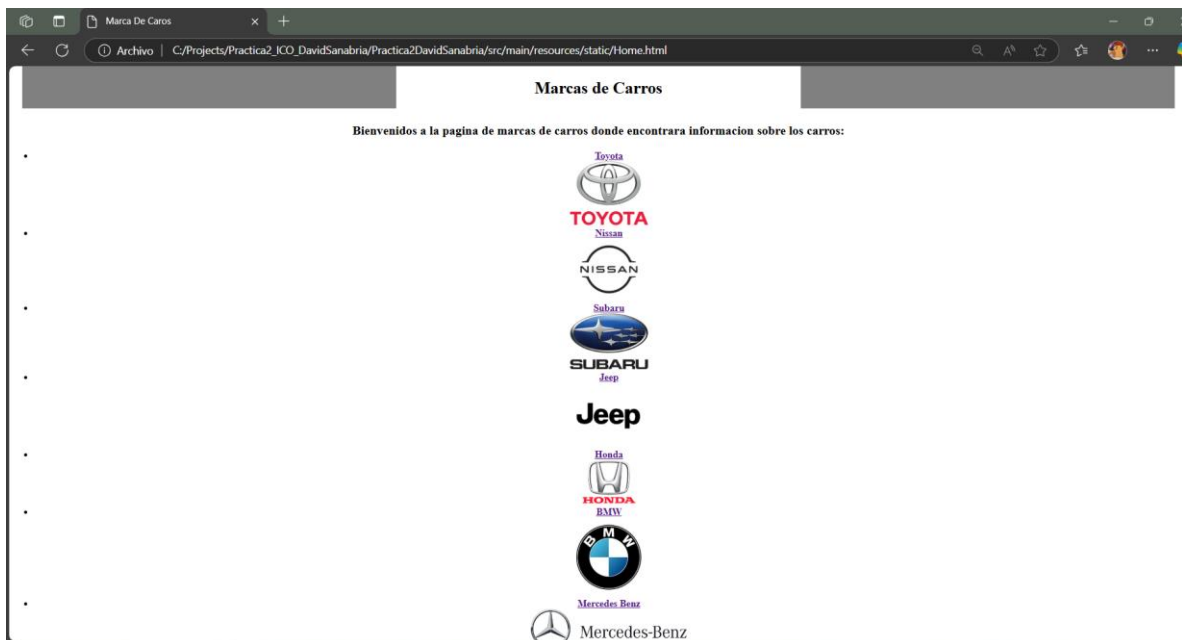 Marca De Caros
Archivo | C:/Projects/Practica2_ICO_DavidSanabria/Practica2DavidSanabria/src/main/resources/static/Home.html
Marcas de Carros
Bienvenidos a la pagina de marcas de carros donde encontrara informacion sobre los carros:
Toyota
TOYOTA
Nissan
NISSAN
Subaru
SUBARU
Jeep
Jeep
Honda
HONDA
BMW
BMW
Mercedes Benz
Mercedes-Benz